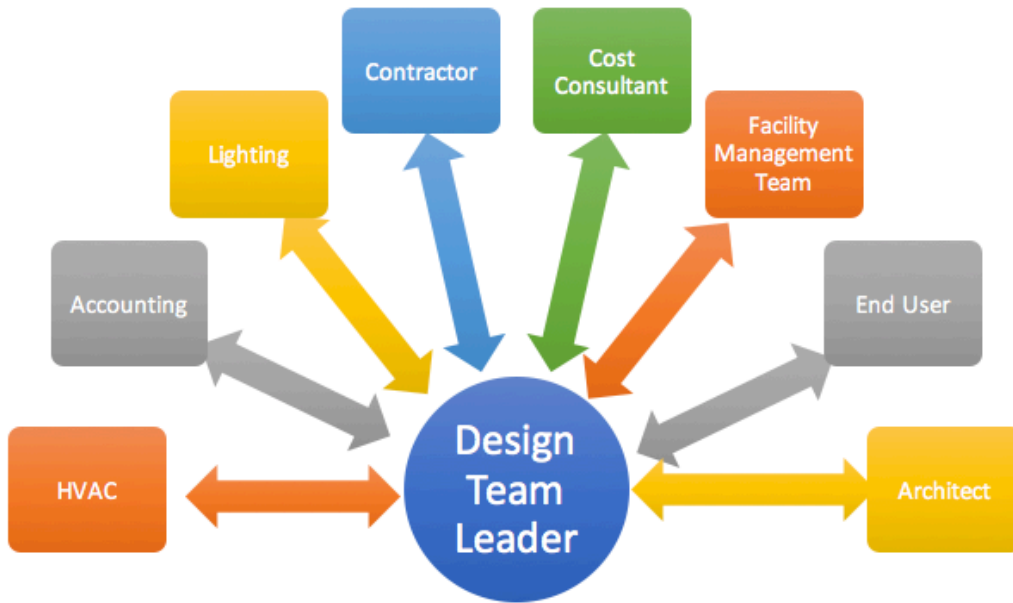 Contractor
Cost
Consultant
Lighting
Facility
Management
Team
Accounting
End User
HVAC
Design
Team
Leader
Architect